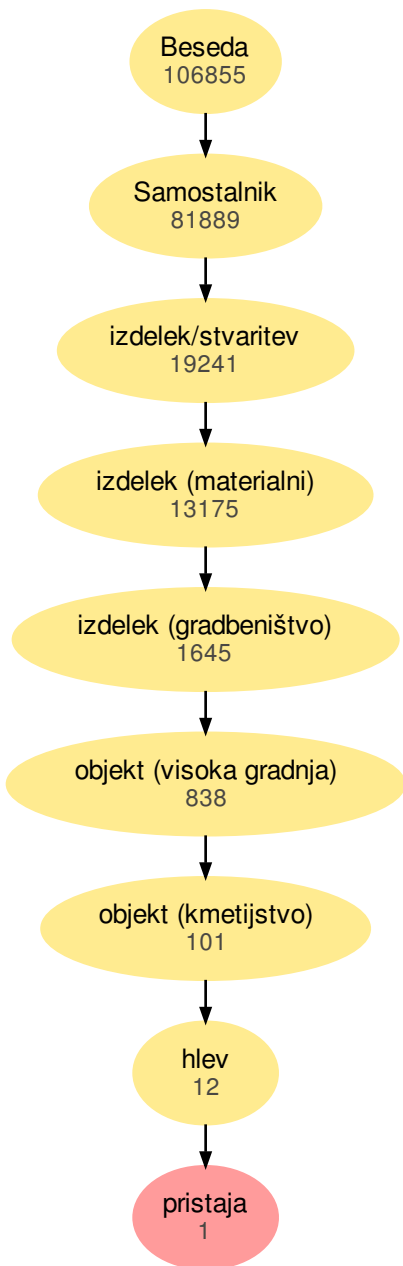 Beseda
106855
Samostalnik
81889
izdelek/stvaritev
19241
izdelek (materialni)
13175
izdelek (gradbeništvo)
1645
objekt (visoka gradnja)
838
objekt (kmetijstvo)
101
hlev
12
pristaja
1